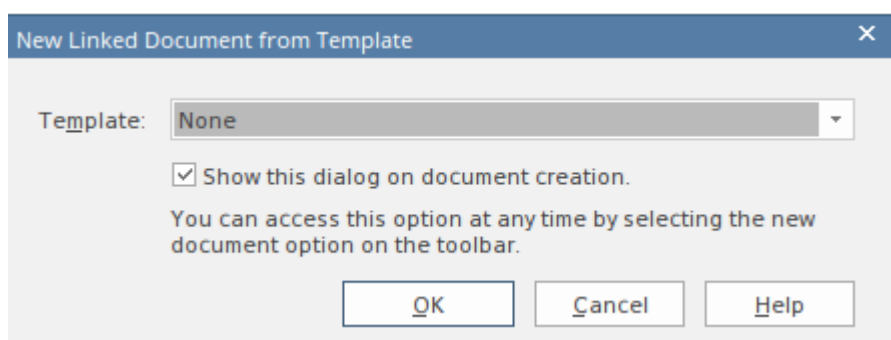 New Linked Document from Template
Template: None
Show this dialog on document creation.
You can access this option at any time by selecting the new
document option on the toolbar.
OK Cancel Help